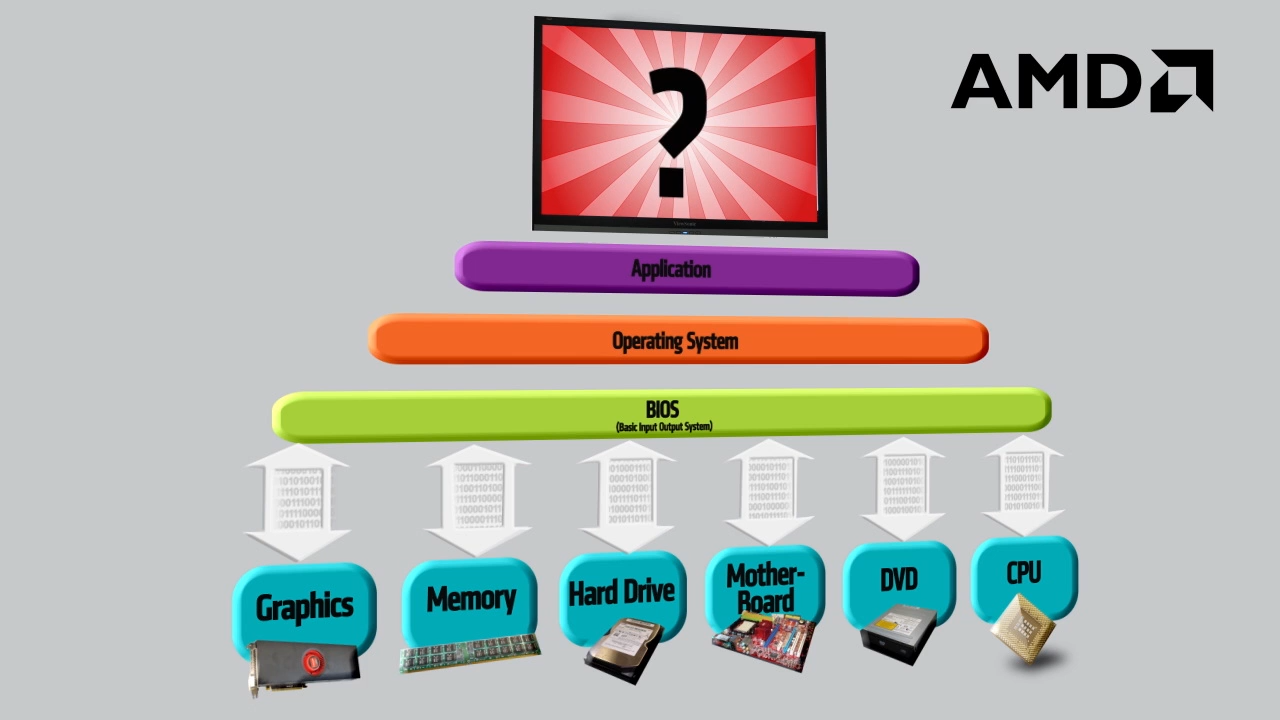 AMD
?
Application
Operating System
BIOS
(Basic Input Output System)
Graphics
Memory
Hard Drive
Mother-
Board
DVD
CPU